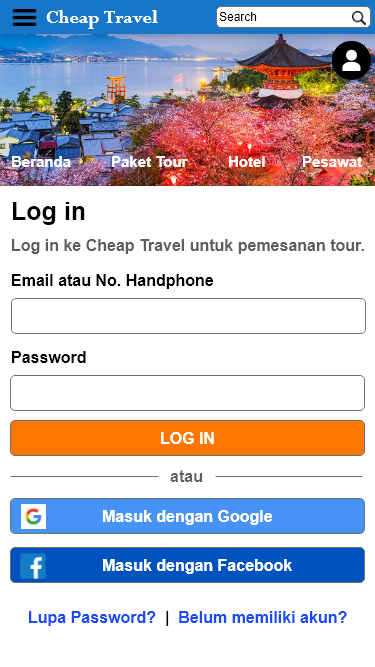 Cheap Travel Search
Beranda Paket Tour Hotel Pesawat
Log in
Log in ke Cheap Travel untuk pemesanan tour.
Email atau No. Handphone
Password
LOG IN
atau
Masuk dengan Google
Masuk dengan Facebook
Lupa Password? | Belum memiliki akun?